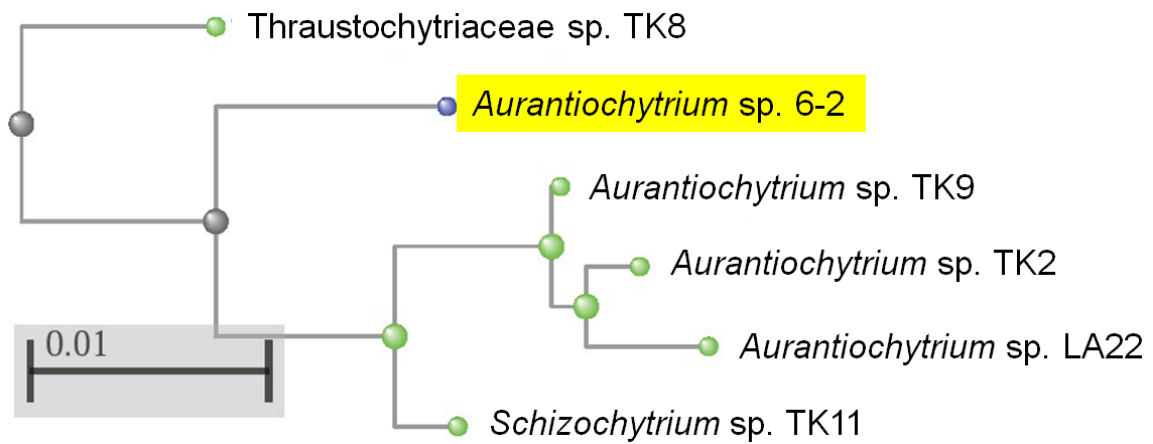 Thraustochytriaceae sp. TK8
Aurantiochytrium sp. 6-2
Aurantiochytrium sp. TK9
Aurantiochytrium sp. TK2
0.01
Aurantiochytrium sp. LA22
Schizochytrium sp. TK11